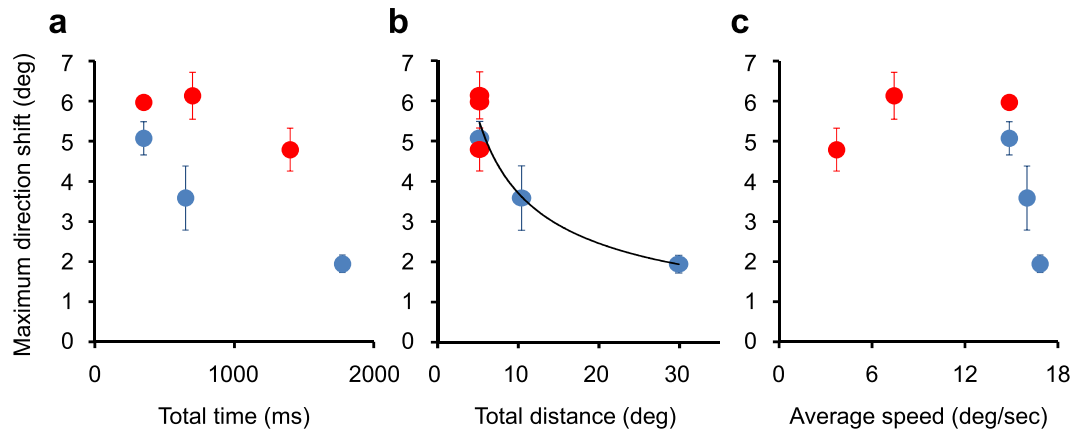 a
b
c
Maximum direction shift (deg)
7
6
5
4
3
2
1
0
0 1000 2000
Total time (ms)
7
6
5
4
3
2
1
0
0 10 20 30
Total distance (deg)
7
6
5
4
3
2
1
0
0 6 12 18
Average speed (deg/sec)